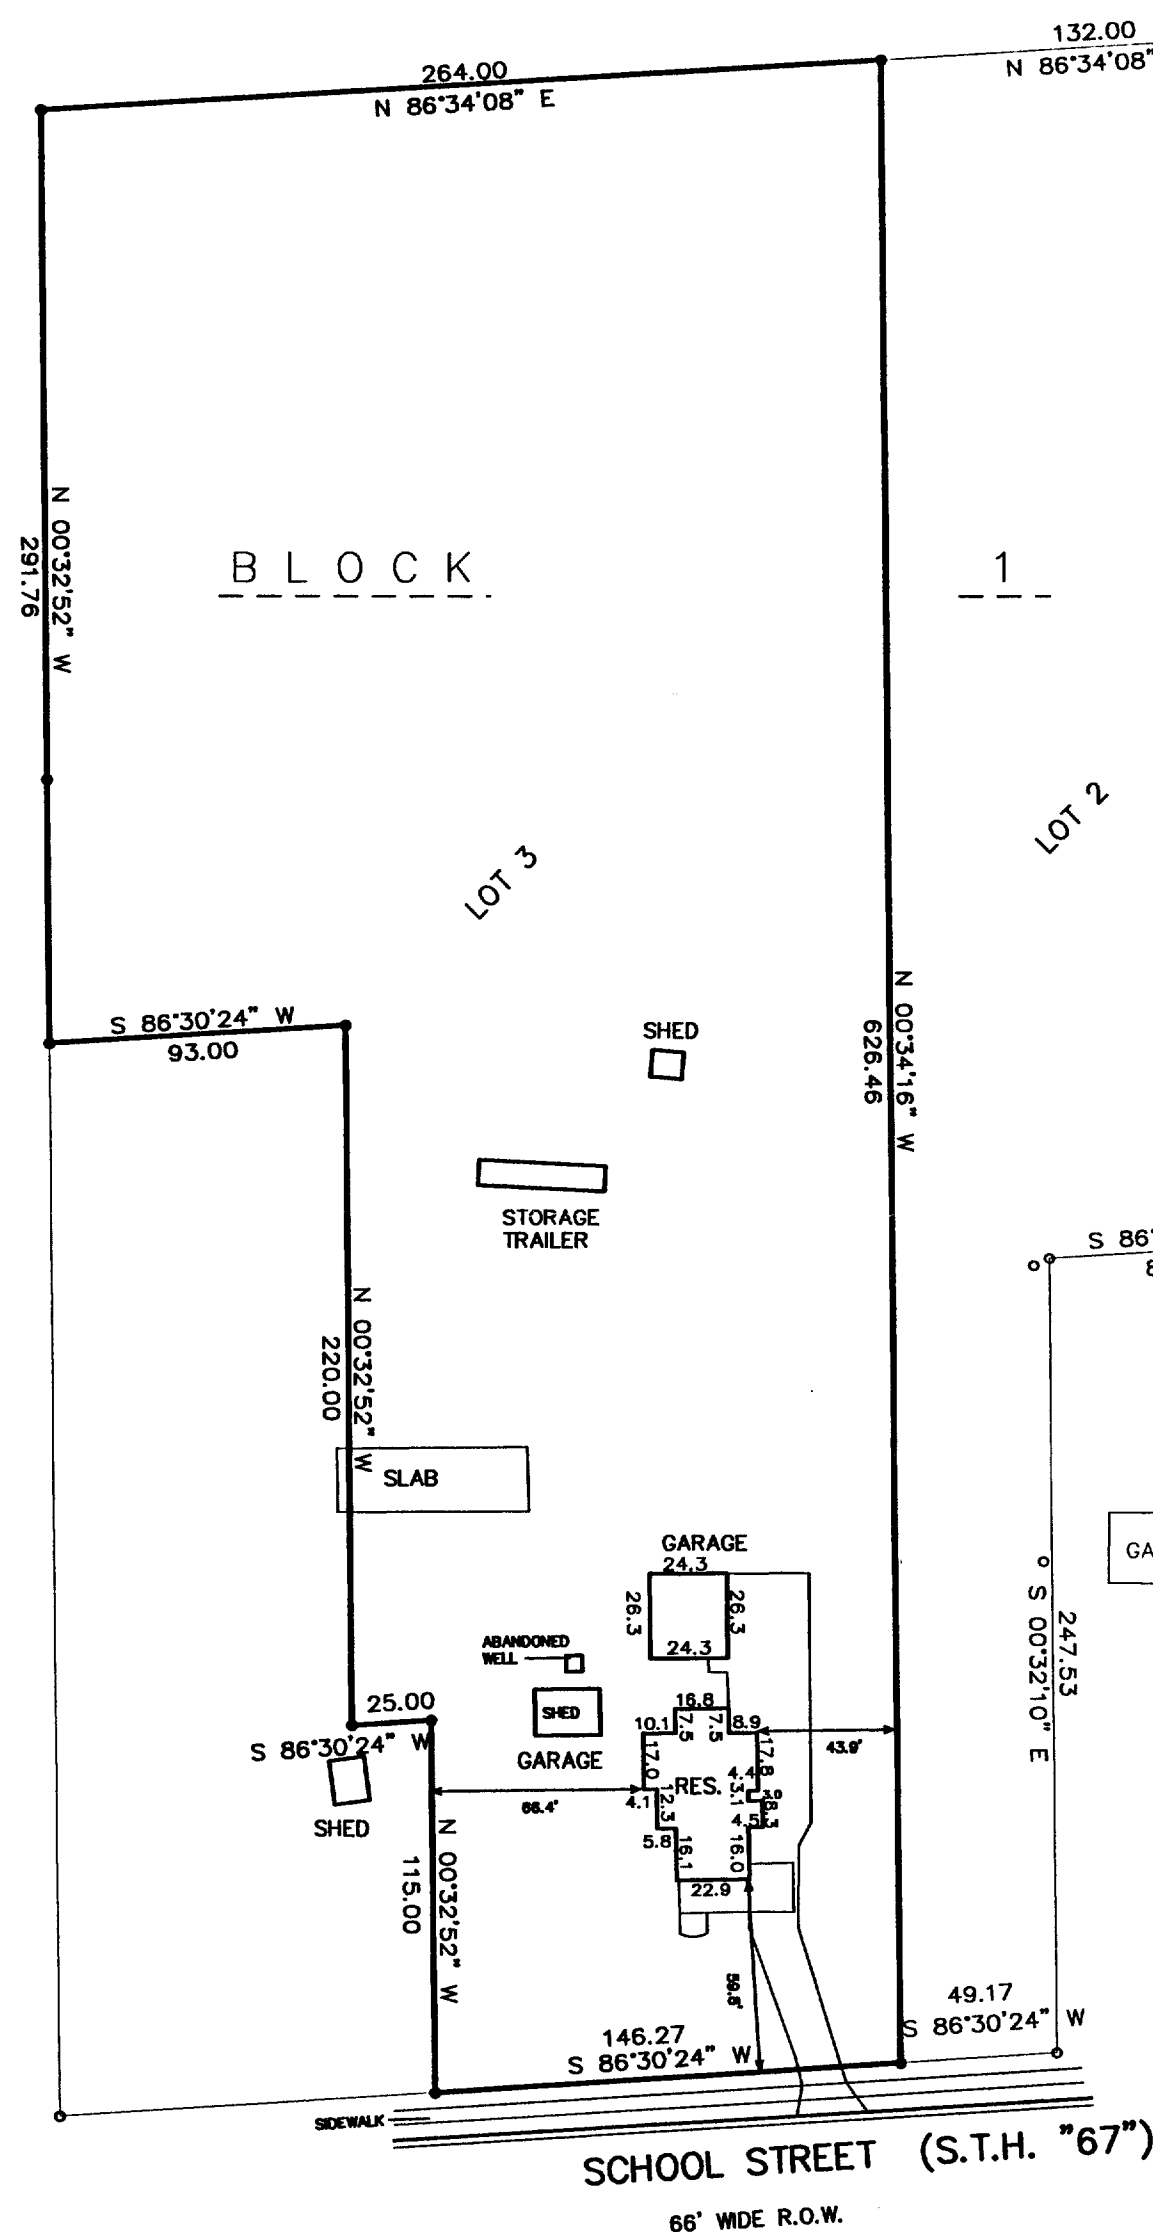 132.00
N 86°34'08"
264.00
N 86°34'08" E
N 00°32'52" W
291.76
BLOCK
1
LOT 2
LOT 3
N 00°34'16" W
626.46
S 86°30'24" W
93.00
SHED
STORAGE
TRAILER
S 86°
N 00°32'52" W
220.00
SLAB
GARAGE
24.3
26.3
26.3
24.3
GA
247.53
S 00°32'10" E
ABANDONED
WELL
SHED
GARAGE
25.00
S 86°30'24" W
SHED
16.8
7.5
7.5
10.1
8.9
17.0
17.8
43.9'
RES.
4.4
3.1
3.0
8.3
4.5
66.4'
4.1
12.3
5.8
16.1
16.0
22.9
N 00°32'52" W
115.00
146.27
S 86°30'24" W
49.17
S 86°30'24" W
SIDEWALK
SCHOOL STREET (S.T.H. "67")
66' WIDE R.O.W.